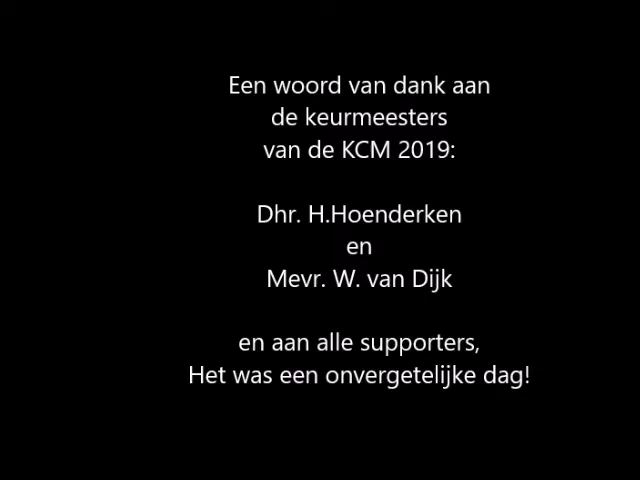 Een woord van dank aan
de keurmeesters
van de KCM 2019:
Dhr. H.Hoenderken
en
Mevr. W. van Dijk
en aan alle supporters,
Het was een onvergetelijke dag!